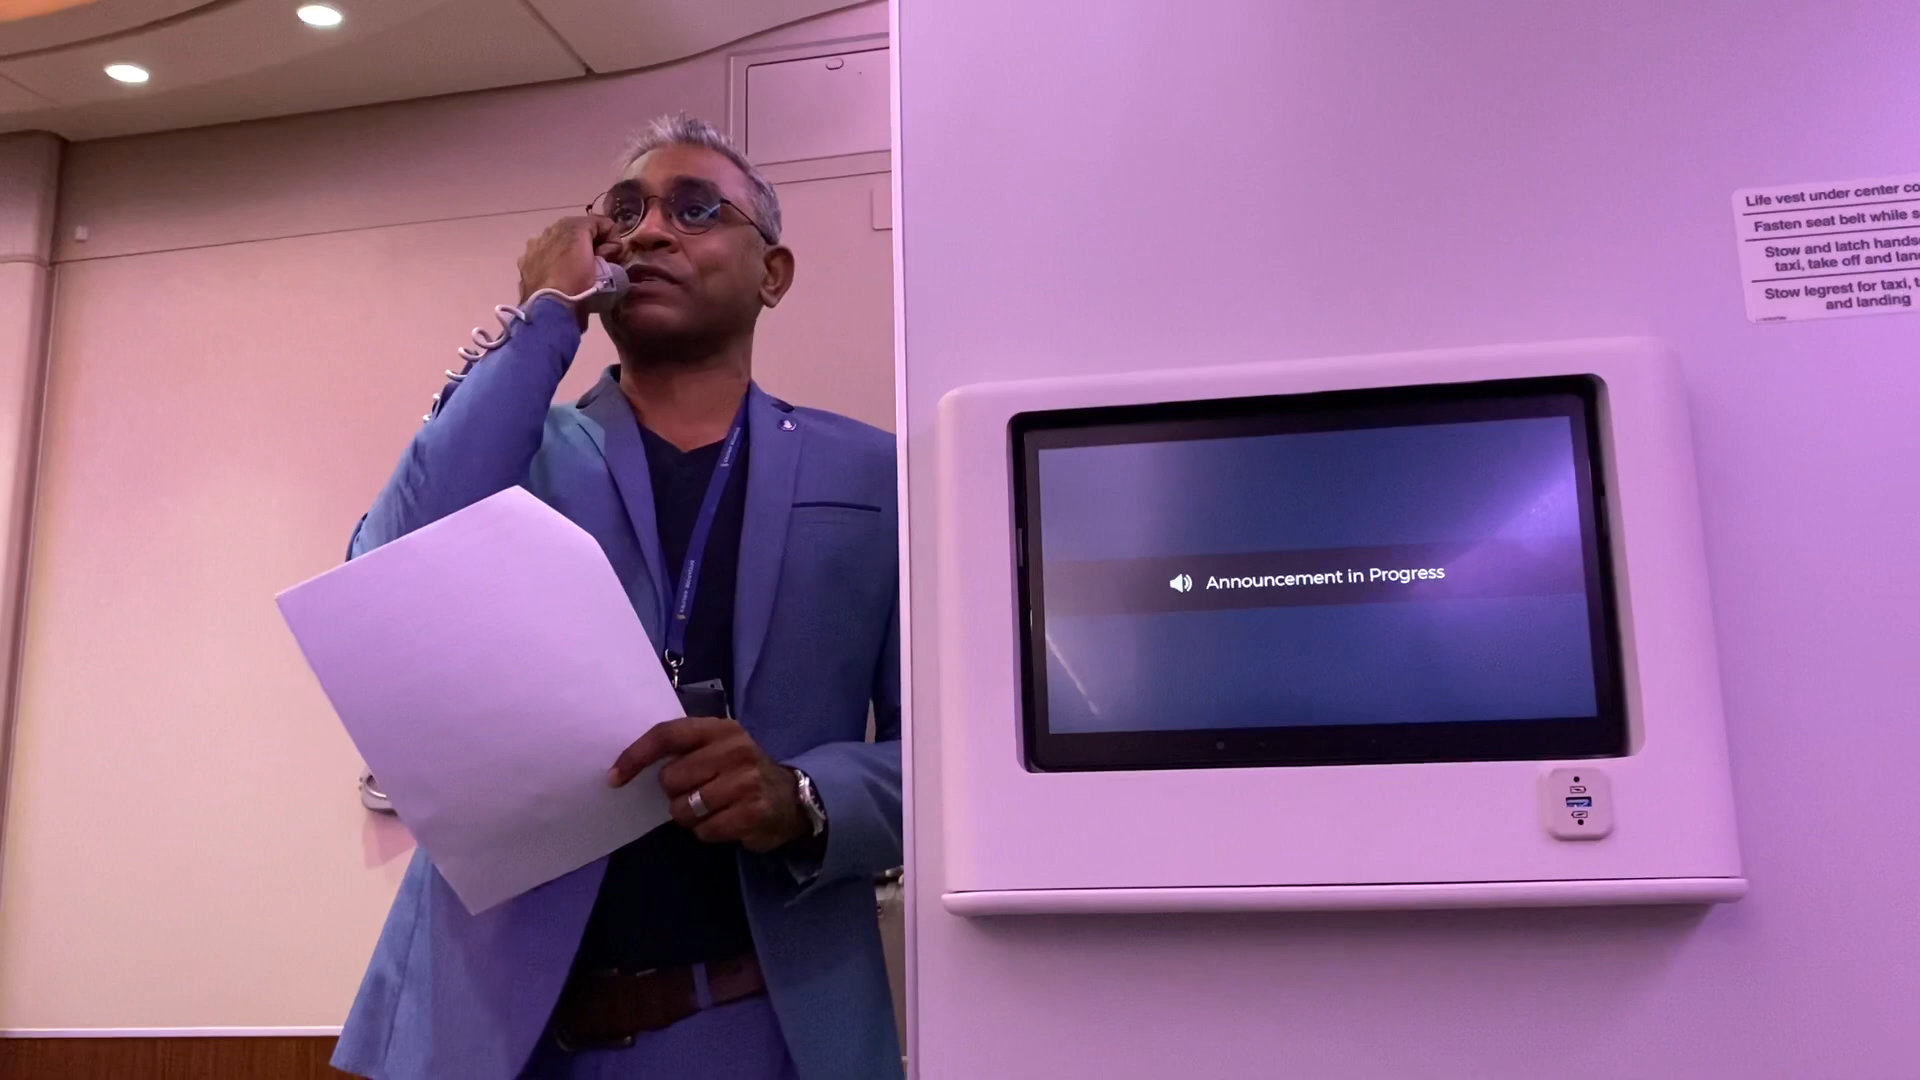 Life vest under center co
Fasten seat belt while s
Stow and latch hands
taxi, take off and lan
Stow legrest for taxi, t
and landing
Announcement in Progress